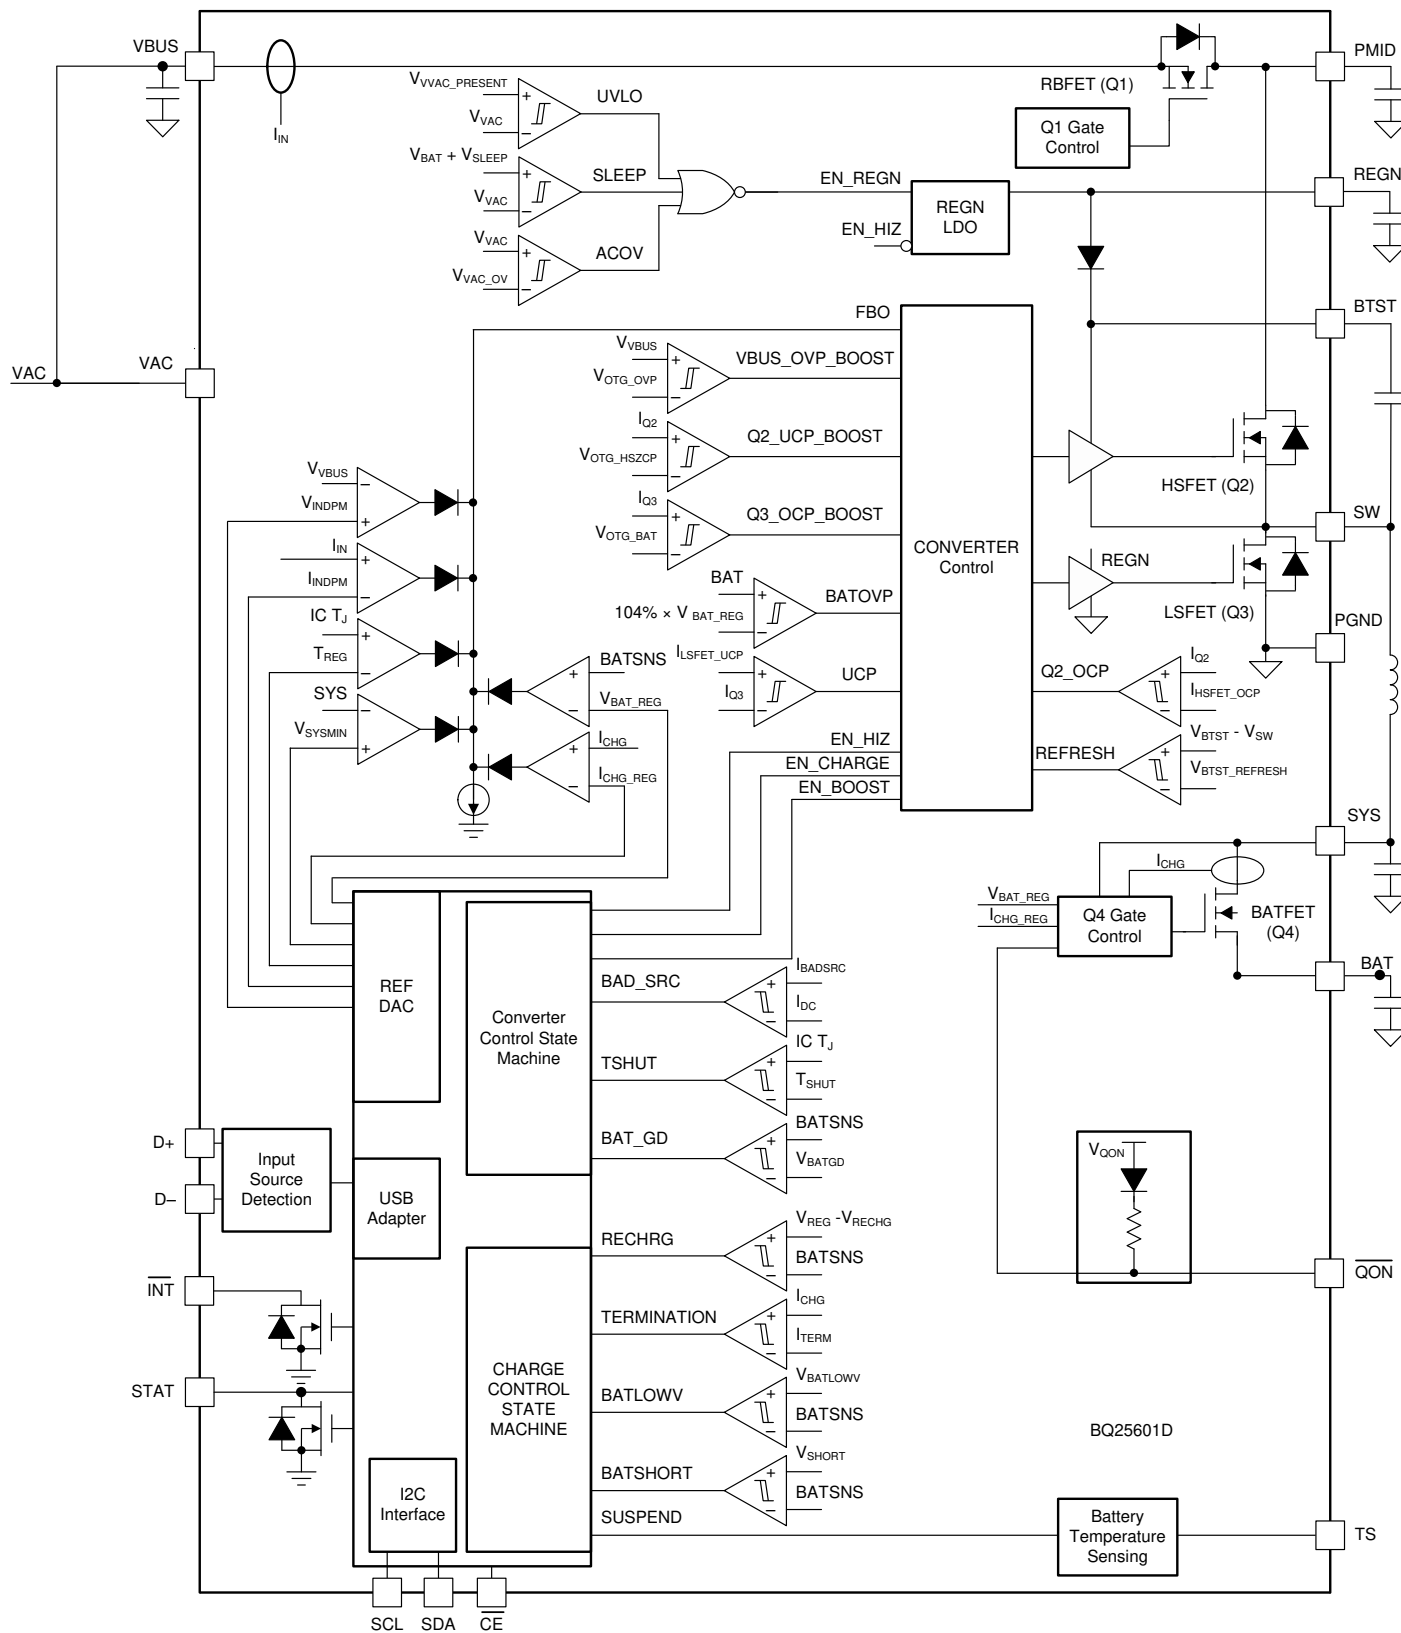 VBUS
I_IN
V_VVAC_PRESENT
V_VAC
+
−
UVLO
V_BAT + V_SLEEP
V_VAC
+
−
SLEEP
V_VAC
V_VAC_OV
+
−
ACOV
RBFET (Q1)
Q1 Gate
Control
PMID
EN_REGN
EN_HIZ
REGN
LDO
REGN
BTST
VAC
VAC
FBO
V_VBUS
V_OTG_OVP
+
−
VBUS_OVP_BOOST
I_Q2
V_OTG_HSZCP
+
−
Q2_UCP_BOOST
I_Q3
V_OTG_BAT
+
−
Q3_OCP_BOOST
BAT
104% × V BAT_REG
+
−
BATOVP
I_LSFET_UCP
I_Q3
+
−
UCP
EN_HIZ
EN_CHARGE
EN_BOOST
CONVERTER
Control
HSFET (Q2)
SW
REGN
LSFET (Q3)
PGND
Q2_OCP
+
−
I_Q2
I_HSFET_OCP
REFRESH
+
−
V_BTST - V_SW
V_BTST_REFRESH
V_VBUS
V_INDPM
−
+
I_IN
I_INDPM
+
−
IC T_J
T_REG
+
−
SYS
V_SYSMIN
−
+
BATSNS
V_BAT_REG
+
−
I_CHG
I_CHG_REG
+
−
SYS
I_CHG
V_BAT_REG
I_CHG_REG
Q4 Gate
Control
BATFET
(Q4)
BAT
REF
DAC
Converter
Control State
Machine
BAD_SRC
+
−
I_BADSRC
I_DC
TSHUT
+
−
IC T_J
T_SHUT
BAT_GD
+
−
BATSNS
V_BATGD
D+
D−
Input
Source
Detection
USB
Adapter
V_QON
QON
INT
STAT
CHARGE
CONTROL
STATE
MACHINE
RECHRG
+
−
V_REG -V_RECHG
BATSNS
TERMINATION
+
−
I_CHG
I_TERM
BATLOWV
+
−
V_BATLOWV
BATSNS
BATSHORT
+
−
V_SHORT
BATSNS
SUSPEND
BQ25601D
I2C
Interface
Battery
Temperature
Sensing
TS
SCL
SDA
CE